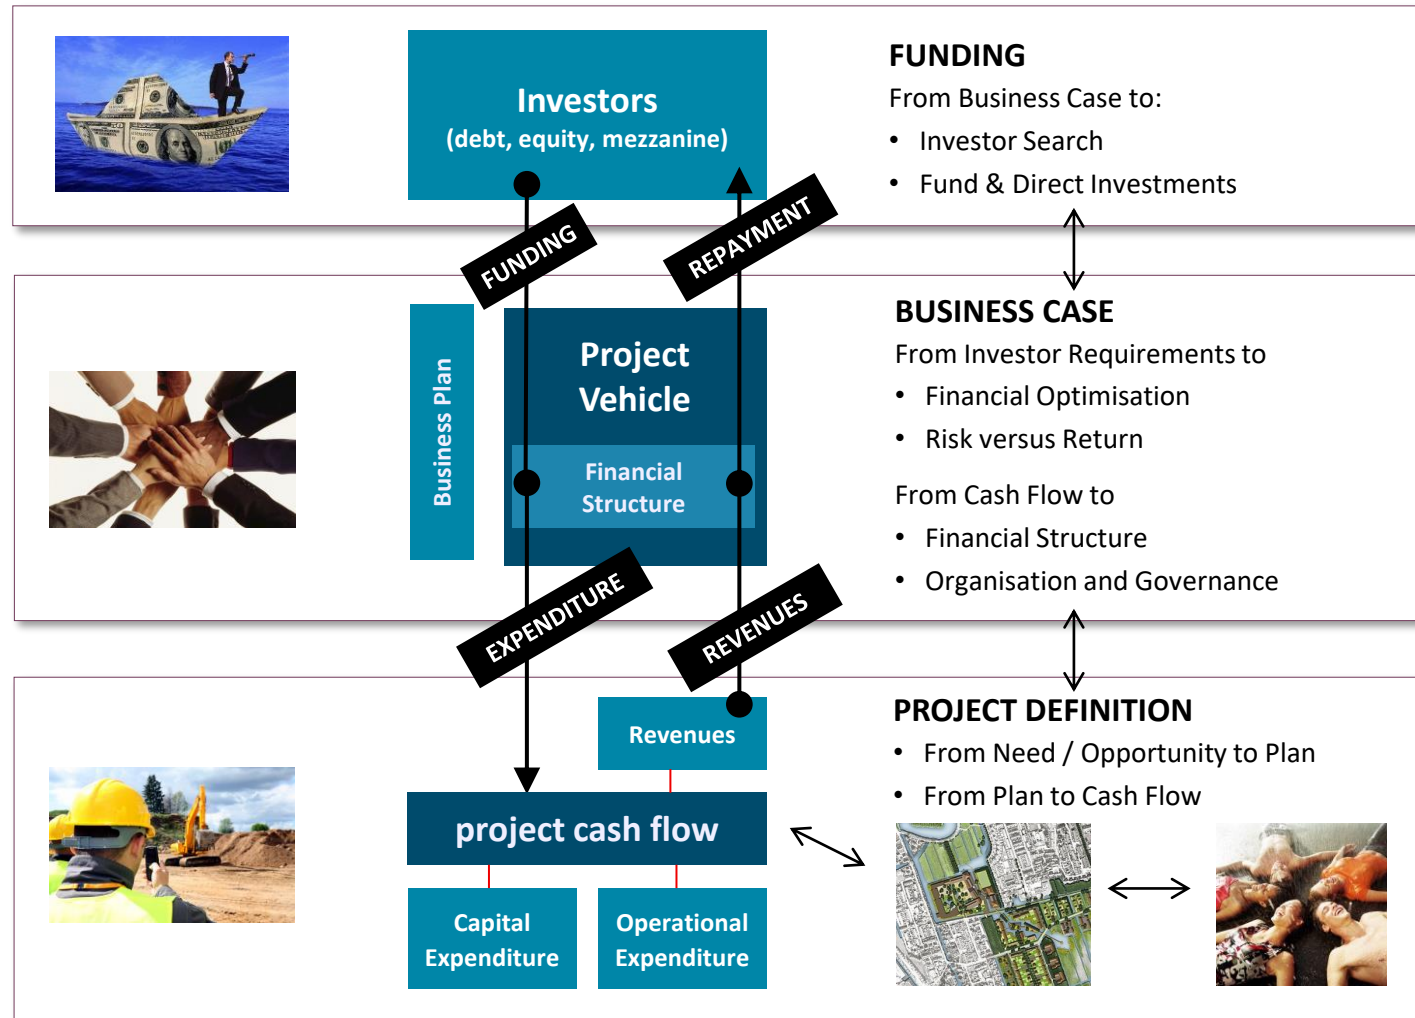 Investors
(debt, equity, mezzanine)
FUNDING
From Business Case to:
• Investor Search
• Fund & Direct Investments
FUNDING
REPAYMENT
Business Plan
Project
Vehicle
Financial
Structure
BUSINESS CASE
From Investor Requirements to
• Financial Optimisation
• Risk versus Return
From Cash Flow to
• Financial Structure
• Organisation and Governance
EXPENDITURE
REVENUES
Revenues
project cash flow
Capital
Expenditure
Operational
Expenditure
PROJECT DEFINITION
• From Need / Opportunity to Plan
• From Plan to Cash Flow